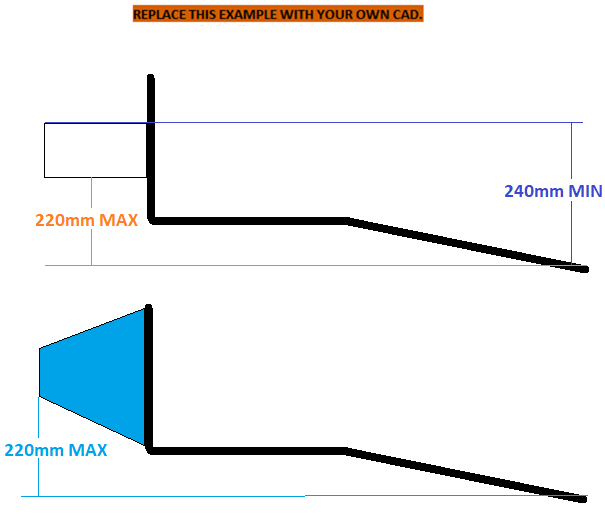 REPLACE THIS EXAMPLE WITH YOUR OWN CAD.
240mm MIN
220mm MAX
220mm MAX